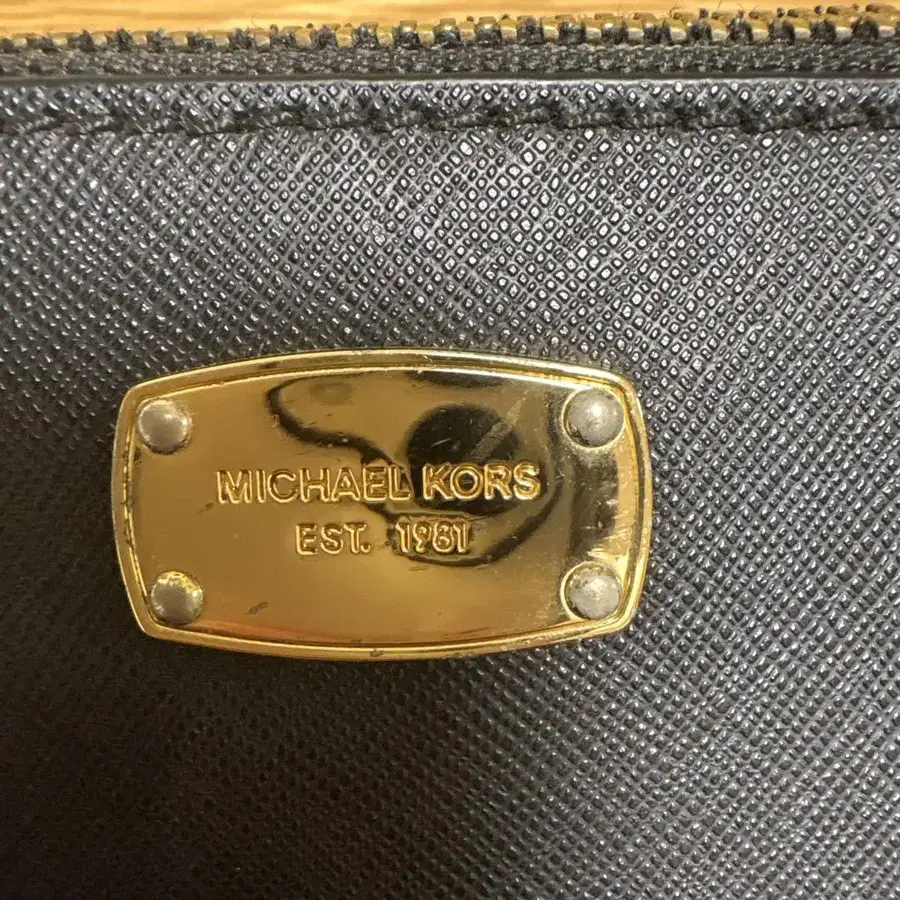 MICHAEL KORS
EST. 1981